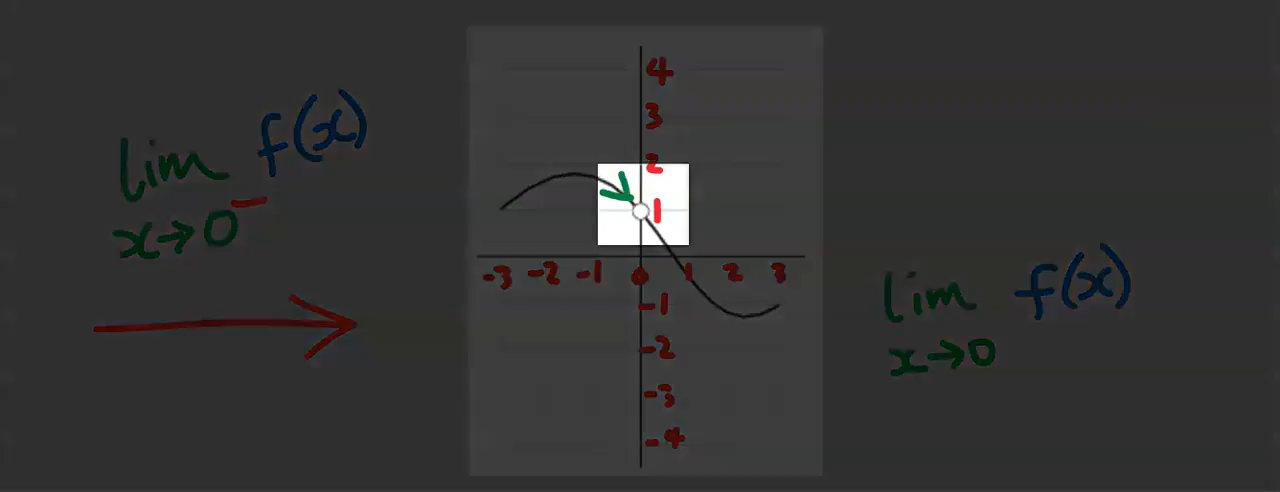 lim f(x)
x→0⁻
4
3
2
1
-3 -2 -1 0 1 2 3
-1
-2
-3
-4
lim f(x)
x→0